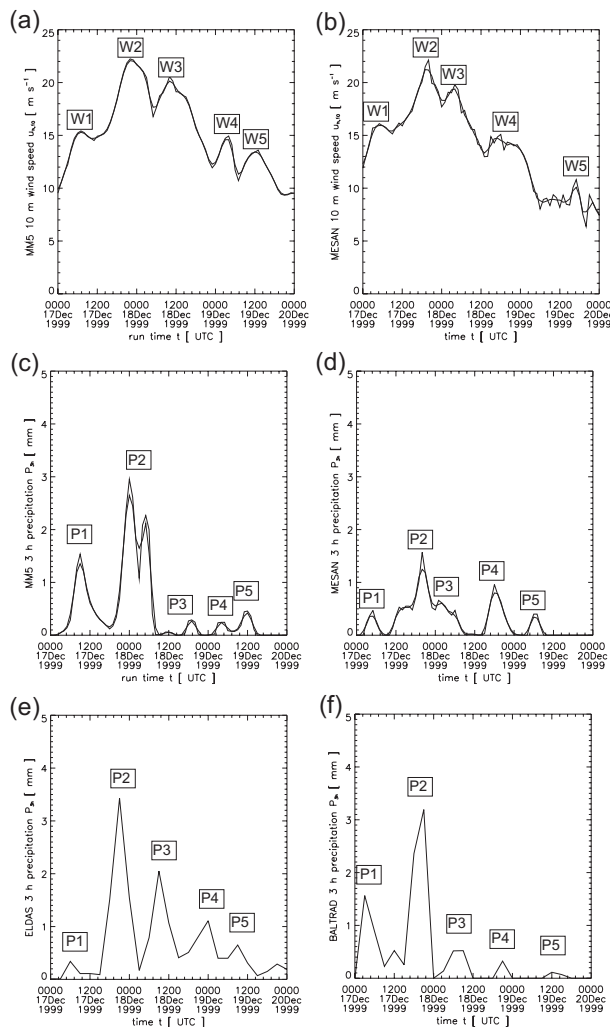 (a)
25
20
15
10
5
0
MM5 10 m wind speed [ m s⁻¹ ]
W1
W2
W3
W4
W5
0000 1200 0000 1200 0000 1200 0000
17Dec 17Dec 18Dec 18Dec 19Dec 19Dec 20Dec
1999 1999 1999 1999 1999 1999 1999
run time t [ UTC ]
(b)
25
20
15
10
5
0
MESAN 10 m wind speed [ m s⁻¹ ]
W1
W2
W3
W4
W5
0000 1200 0000 1200 0000 1200 0000
17Dec 17Dec 18Dec 18Dec 19Dec 19Dec 20Dec
1999 1999 1999 1999 1999 1999 1999
time t [ UTC ]
(c)
5
4
3
2
1
0
MM5 3 h precipitation P3h [ mm ]
P1
P2
P3
P4
P5
0000 1200 0000 1200 0000 1200 0000
17Dec 17Dec 18Dec 18Dec 19Dec 19Dec 20Dec
1999 1999 1999 1999 1999 1999 1999
run time t [ UTC ]
(d)
5
4
3
2
1
0
MESAN 3 h precipitation P3h [ mm ]
P1
P2
P3
P4
P5
0000 1200 0000 1200 0000 1200 0000
17Dec 17Dec 18Dec 18Dec 19Dec 19Dec 20Dec
1999 1999 1999 1999 1999 1999 1999
time t [ UTC ]
(e)
5
4
3
2
1
0
ELDAS 3 h precipitation P3h [ mm ]
P1
P2
P3
P4
P5
0000 1200 0000 1200 0000 1200 0000
17Dec 17Dec 18Dec 18Dec 19Dec 19Dec 20Dec
1999 1999 1999 1999 1999 1999 1999
time t [ UTC ]
(f)
5
4
3
2
1
0
BALTRAD 3 h precipitation P3h [ mm ]
P1
P2
P3
P4
P5
0000 1200 0000 1200 0000 1200 0000
17Dec 17Dec 18Dec 18Dec 19Dec 19Dec 20Dec
1999 1999 1999 1999 1999 1999 1999
time t [ UTC ]